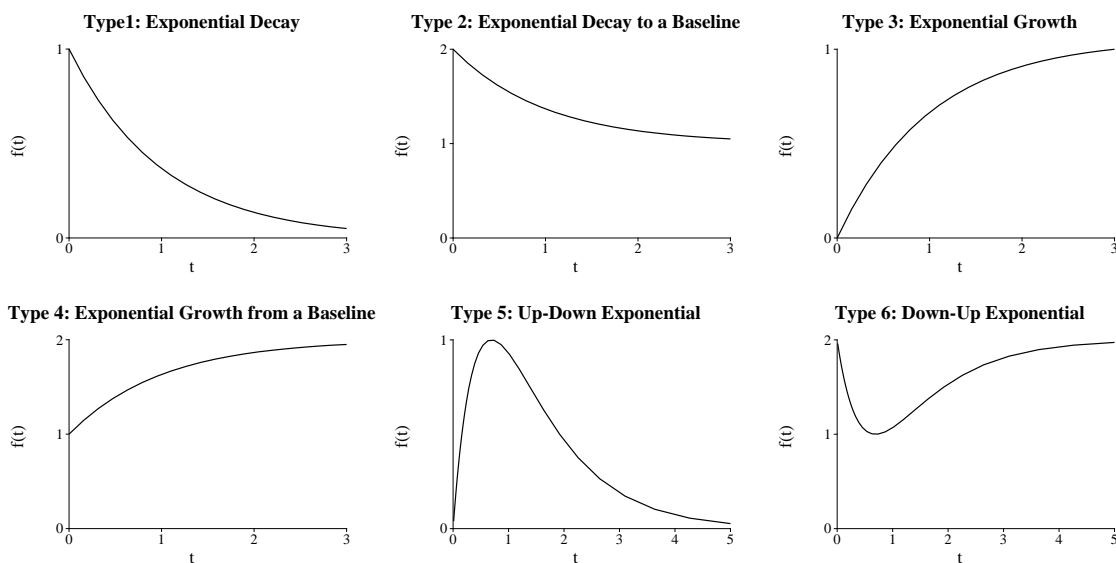 Type1: Exponential Decay
1
f(t)
0
0 1 2 3
t
Type 2: Exponential Decay to a Baseline
2
1
f(t)
0
0 1 2 3
t
Type 3: Exponential Growth
1
f(t)
0
0 1 2 3
t
Type 4: Exponential Growth from a Baseline
2
1
f(t)
0
0 1 2 3
t
Type 5: Up-Down Exponential
1
f(t)
0
0 1 2 3 4 5
t
Type 6: Down-Up Exponential
2
1
f(t)
0
0 1 2 3 4 5
t